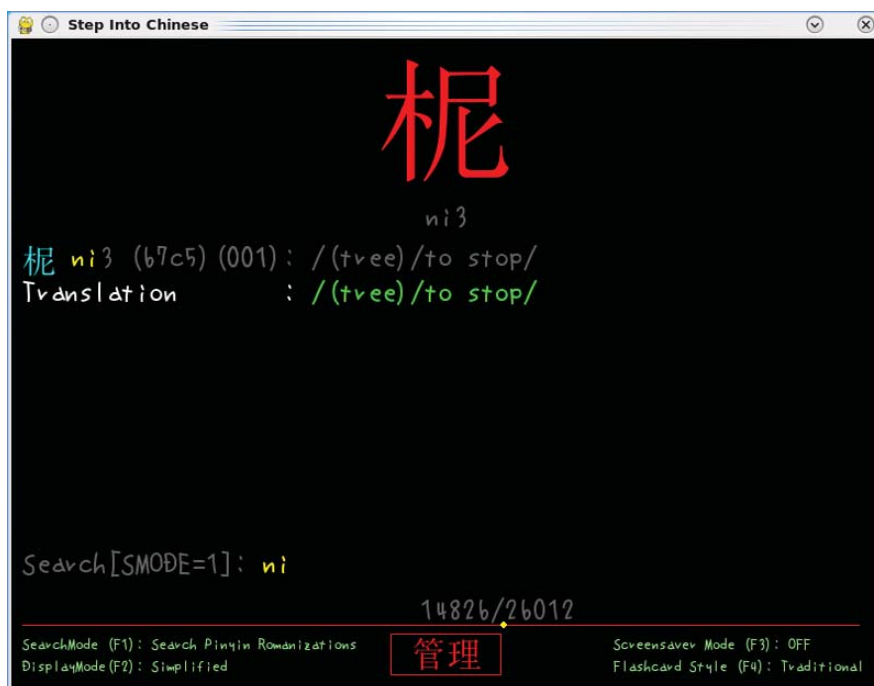 Step Into Chinese
柅
ni3
柅 ni3 (67c5) (001): /(tree)/to stop/
Translation : /(tree)/to stop/
Search[SMODE=1]: ni
14826/26012
SearchMode (F1): Search Pinyin Romanizations
DisplayMode(F2): Simplified
管理
Screensaver Mode (F3): OFF
Flashcard Style (F4): Traditional